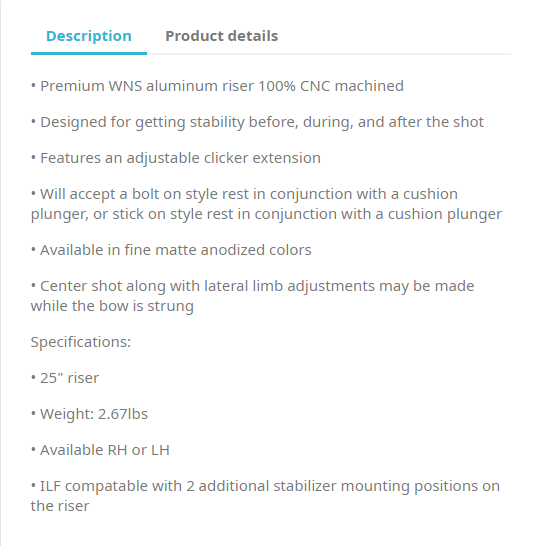 Description Product details
• Premium WNS aluminum riser 100% CNC machined
• Designed for getting stability before, during, and after the shot
• Features an adjustable clicker extension
• Will accept a bolt on style rest in conjunction with a cushion
plunger, or stick on style rest in conjunction with a cushion plunger
• Available in fine matte anodized colors
• Center shot along with lateral limb adjustments may be made
while the bow is strung
Specifications:
• 25" riser
• Weight: 2.67lbs
• Available RH or LH
• ILF compatable with 2 additional stabilizer mounting positions on
the riser